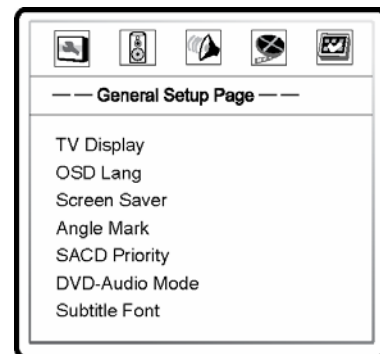 — — General Setup Page — —
TV Display
OSD Lang
Screen Saver
Angle Mark
SACD Priority
DVD-Audio Mode
Subtitle Font